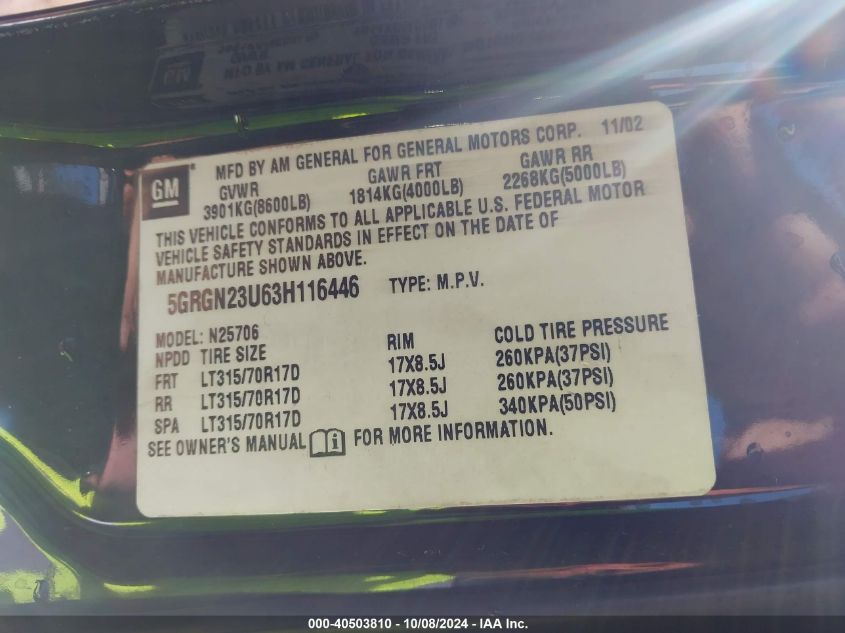 MFD BY AM GENERAL FOR GENERAL MOTORS CORP. 11/02
GM
GVWR GAWR FRT GAWR RR
3901KG(8600LB) 1814KG(4000LB) 2268KG(5000LB)
THIS VEHICLE CONFORMS TO ALL APPLICABLE U.S. FEDERAL MOTOR
VEHICLE SAFETY STANDARDS IN EFFECT ON THE DATE OF
MANUFACTURE SHOWN ABOVE.
5GRGN23U63H116446 TYPE: M.P.V.
MODEL: N25706
NPDD TIRE SIZE RIM COLD TIRE PRESSURE
FRT LT315/70R17D 17X8.5J 260KPA(37PSI)
RR LT315/70R17D 17X8.5J 260KPA(37PSI)
SPA LT315/70R17D 17X8.5J 340KPA(50PSI)
SEE OWNER'S MANUAL FOR MORE INFORMATION.
000-40503810 - 10/08/2024 - IAA Inc.